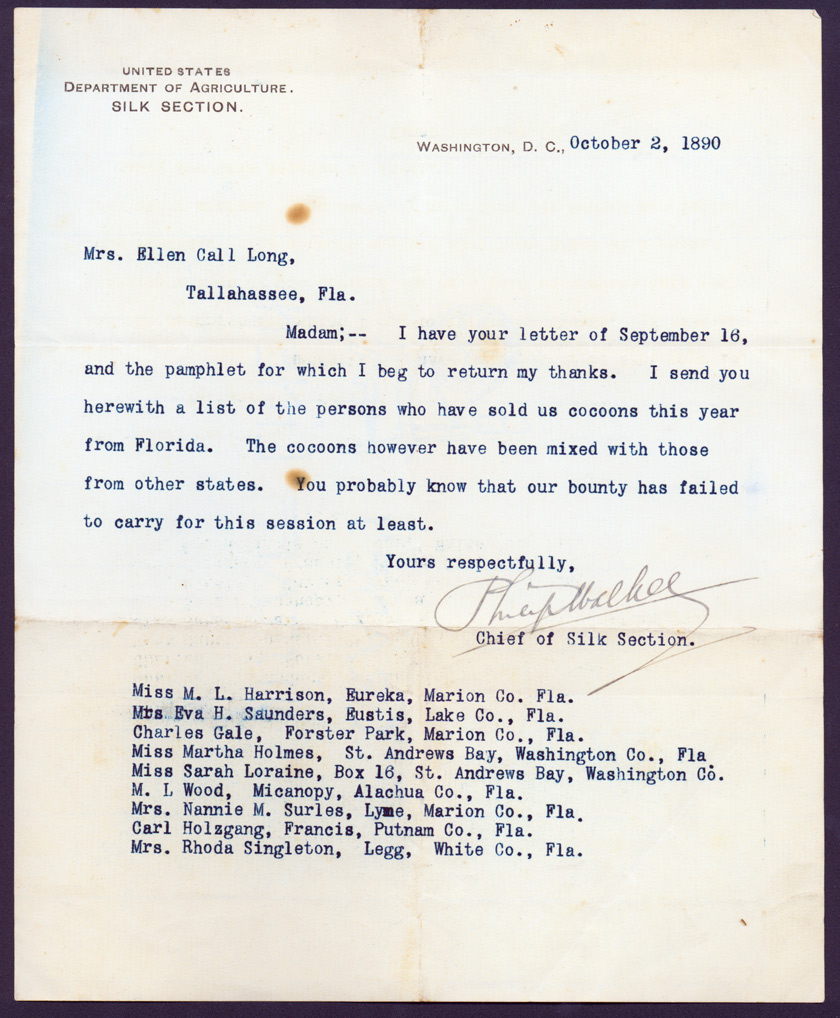 UNITED STATES
DEPARTMENT OF AGRICULTURE.
SILK SECTION.
WASHINGTON, D. C., October 2, 1890
Mrs. Ellen Call Long,
Tallahassee, Fla.
Madam;-- I have your letter of September 16,
and the pamphlet for which I beg to return my thanks. I send you
herewith a list of the persons who have sold us cocoons this year
from Florida. The cocoons however have been mixed with those
from other states. You probably know that our bounty has failed
to carry for this session at least.
Yours respectfully,
Philip Walker
Chief of Silk Section.
Miss M. L. Harrison, Eureka, Marion Co. Fla.
Mrs Eva H. Saunders, Eustis, Lake Co., Fla.
Charles Gale, Forster Park, Marion Co., Fla.
Miss Martha Holmes, St. Andrews Bay, Washington Co., Fla.
Miss Sarah Loraine, Box 16, St. Andrews Bay, Washington Co.
M. L Wood, Micanopy, Alachua Co., Fla.
Mrs. Nannie M. Surles, Lyme, Marion Co., Fla.
Carl Holzgang, Francis, Putnam Co., Fla.
Mrs. Rhoda Singleton, Legg, White Co., Fla.